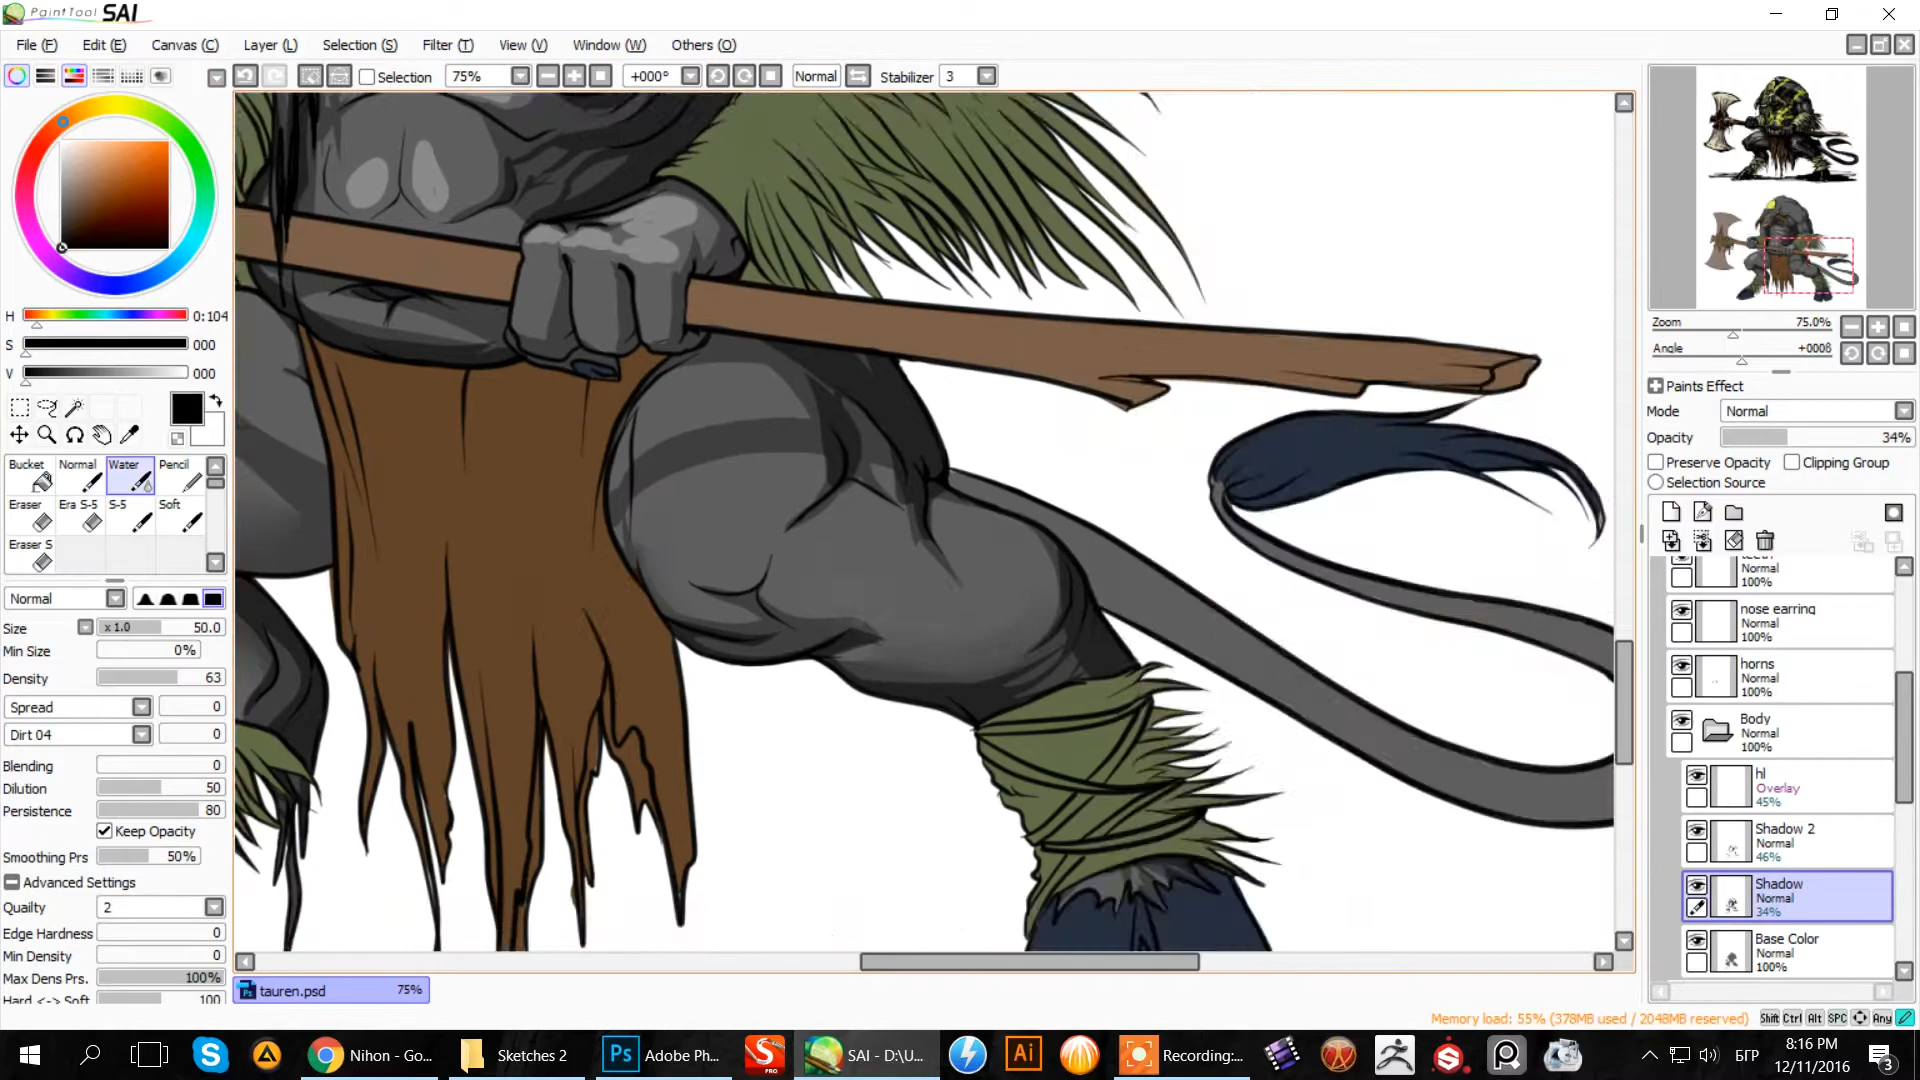 PaintTool SAI
File (F) Edit (E) Canvas (C) Layer (L) Selection (S) Filter (T) View (V) Window (W) Others (O)
Selection 75% +000° Normal Stabilizer 3
H 0:104
S 000
V 000
Bucket Normal Water Pencil
Eraser Era S-5 S-5 Soft
Eraser S
Normal
Size x 1.0 50.0
Min Size 0%
Density 63
Spread 0
Dirt 04 0
Blending 0
Dilution 50
Persistence 80
Keep Opacity
Smoothing Prs 50%
Advanced Settings
Quailty 2
Edge Hardness 0
Min Density 0
Max Dens Prs. 100%
Hard <-> Soft 100
Zoom 75.0%
Angle +000ß
Paints Effect
Mode Normal
Opacity 34%
Preserve Opacity Clipping Group
Selection Source
Normal
100%
nose earring
Normal
100%
horns
Normal
100%
Body
Normal
100%
hl
Overlay
45%
Shadow 2
Normal
46%
Shadow
Normal
34%
Base Color
Normal
100%
tauren.psd 75%
Memory load: 55% (378MB used / 2048MB reserved) Shift Ctrl Alt SPC Any
Nihon - Go... Sketches 2 Ps Adobe Ph... PRO SAI - D:\U... Ai Recording:... БГР 8:16 PM
12/11/2016 3